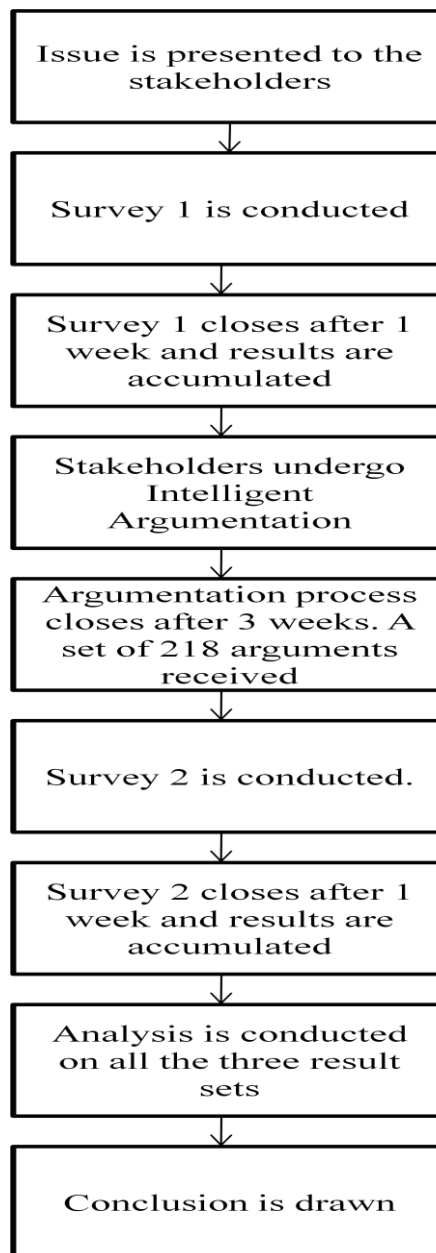 Issue is presented to the
stakeholders
Survey 1 is conducted
Survey 1 closes after 1
week and results are
accumulated
Stakeholders undergo
Intelligent
Argumentation
Argumentation process
closes after 3 weeks. A
set of 218 arguments
received
Survey 2 is conducted.
Survey 2 closes after 1
week and results are
accumulated
Analysis is conducted
on all the three result
sets
Conclusion is drawn